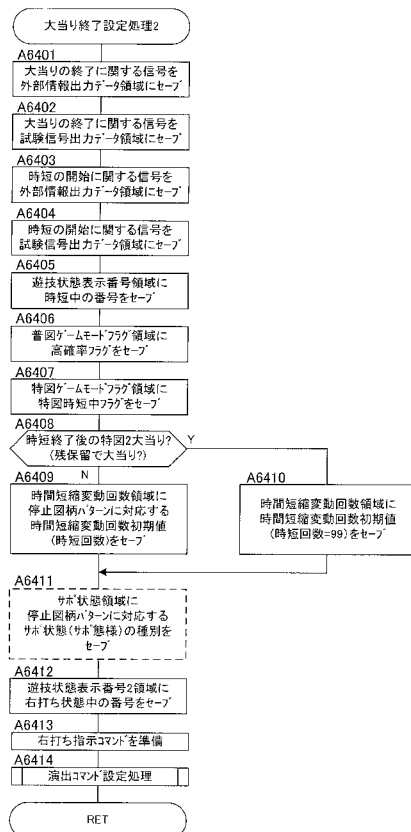 大当り終了設定処理2
A6401
大当りの終了に関する信号を
外部情報出力ﾃﾞｰﾀ領域にｾｰﾌﾞ
A6402
大当りの終了に関する信号を
試験信号出力ﾃﾞｰﾀ領域にｾｰﾌﾞ
A6403
時短の開始に関する信号を
外部情報出力ﾃﾞｰﾀ領域にｾｰﾌﾞ
A6404
時短の開始に関する信号を
試験信号出力ﾃﾞｰﾀ領域にｾｰﾌﾞ
A6405
遊技状態表示番号領域に
時短中の番号をｾｰﾌﾞ
A6406
普図ｹﾞｰﾑﾓｰﾄﾞﾌﾗｸﾞ領域に
高確率ﾌﾗｸﾞをｾｰﾌﾞ
A6407
特図ｹﾞｰﾑﾓｰﾄﾞﾌﾗｸﾞ領域に
特図時短中ﾌﾗｸﾞをｾｰﾌﾞ
A6408
時短終了後の特図2大当り?
(残保留で大当り?)
Y
N
A6409
時間短縮変動回数領域に
停止図柄ﾊﾟﾀｰﾝに対応する
時間短縮変動回数初期値
(時短回数)をｾｰﾌﾞ
A6410
時間短縮変動回数領域に
時間短縮変動回数初期値
(時短回数=99)をｾｰﾌﾞ
A6411
ｻﾎﾟ状態領域に
停止図柄ﾊﾟﾀｰﾝに対応する
ｻﾎﾟ状態(ｻﾎﾟ態様)の種別を
ｾｰﾌﾞ
A6412
遊技状態表示番号2領域に
右打ち状態中の番号をｾｰﾌﾞ
A6413
右打ち指示ｺﾏﾝﾄﾞを準備
A6414
演出ｺﾏﾝﾄﾞ設定処理
RET